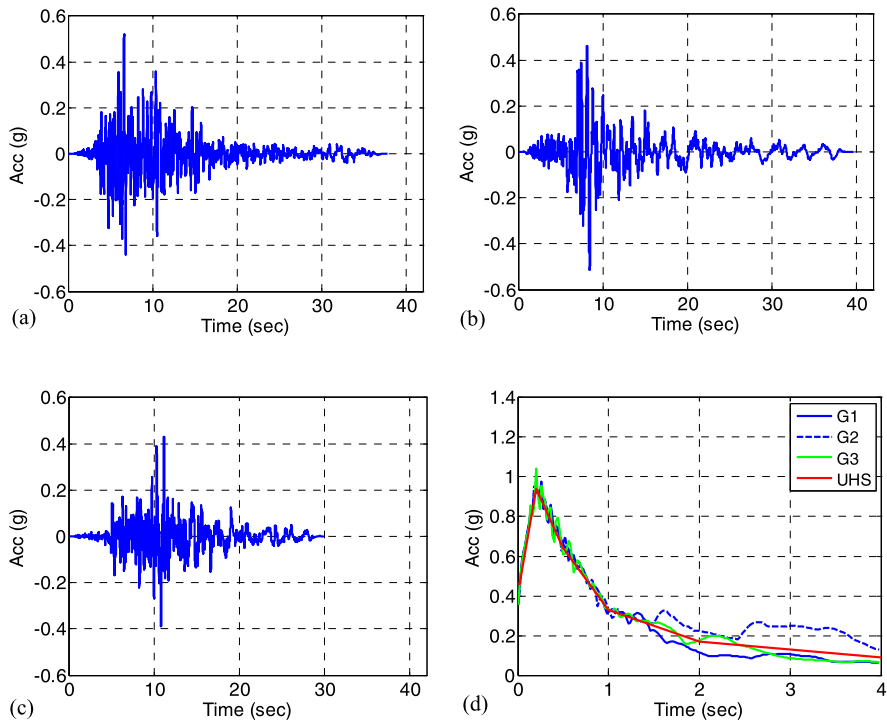 0.6
0.4
0.2
0
-0.2
-0.4
-0.6
Acc (g)
0 10 20 30 40
Time (sec)
(a)
0.6
0.4
0.2
0
-0.2
-0.4
-0.6
Acc (g)
0 10 20 30 40
Time (sec)
(b)
0.6
0.4
0.2
0
-0.2
-0.4
-0.6
Acc (g)
0 10 20 30 40
Time (sec)
(c)
1.4
1.2
1
0.8
0.6
0.4
0.2
0
Acc (g)
G1
G2
G3
UHS
0 1 2 3 4
Time (sec)
(d)